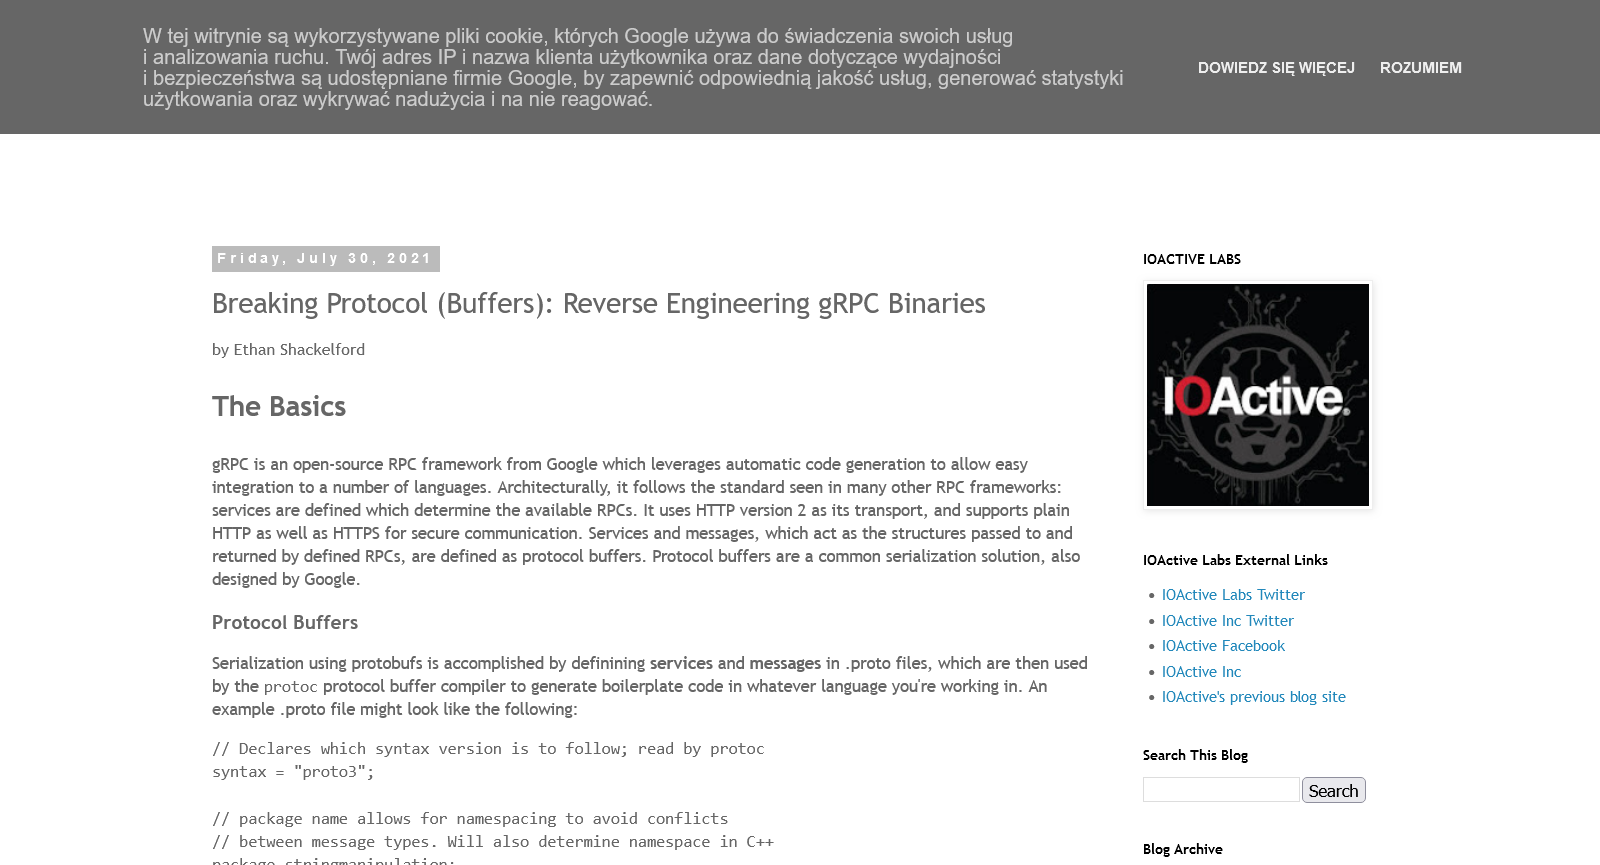 W tej witrynie są wykorzystywane pliki cookie, których Google używa do świadczenia swoich usług
i analizowania ruchu. Twój adres IP i nazwa klienta użytkownika oraz dane dotyczące wydajności
i bezpieczeństwa są udostępniane firmie Google, by zapewnić odpowiednią jakość usług, generować statystyki
użytkowania oraz wykrywać nadużycia i na nie reagować.
DOWIEDZ SIĘ WIĘCEJ
ROZUMIEM
Friday, July 30, 2021
Breaking Protocol (Buffers): Reverse Engineering gRPC Binaries
by Ethan Shackelford
The Basics
gRPC is an open-source RPC framework from Google which leverages automatic code generation to allow easy
integration to a number of languages. Architecturally, it follows the standard seen in many other RPC frameworks:
services are defined which determine the available RPCs. It uses HTTP version 2 as its transport, and supports plain
HTTP as well as HTTPS for secure communication. Services and messages, which act as the structures passed to and
returned by defined RPCs, are defined as protocol buffers. Protocol buffers are a common serialization solution, also
designed by Google.
Protocol Buffers
Serialization using protobufs is accomplished by definining services and messages in .proto files, which are then used
by the protoc protocol buffer compiler to generate boilerplate code in whatever language you're working in. An
example .proto file might look like the following:
// Declares which syntax version is to follow; read by protoc
syntax = "proto3";
// package name allows for namespacing to avoid conflicts
// between message types. Will also determine namespace in C++
package stringmanipulation;
IOACTIVE LABS
IOActive.
IOActive Labs External Links
IOActive Labs Twitter
IOActive Inc Twitter
IOActive Facebook
IOActive Inc
IOActive's previous blog site
Search This Blog
Search
Blog Archive